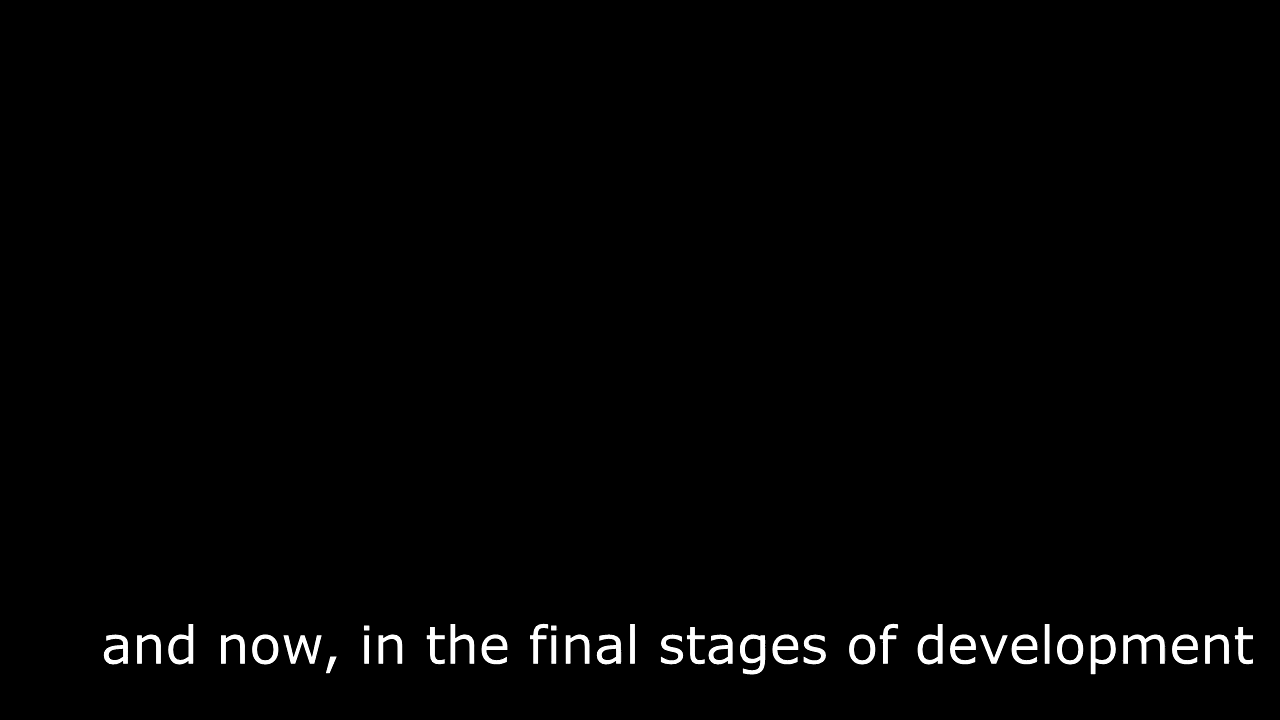 and now, in the final stages of development